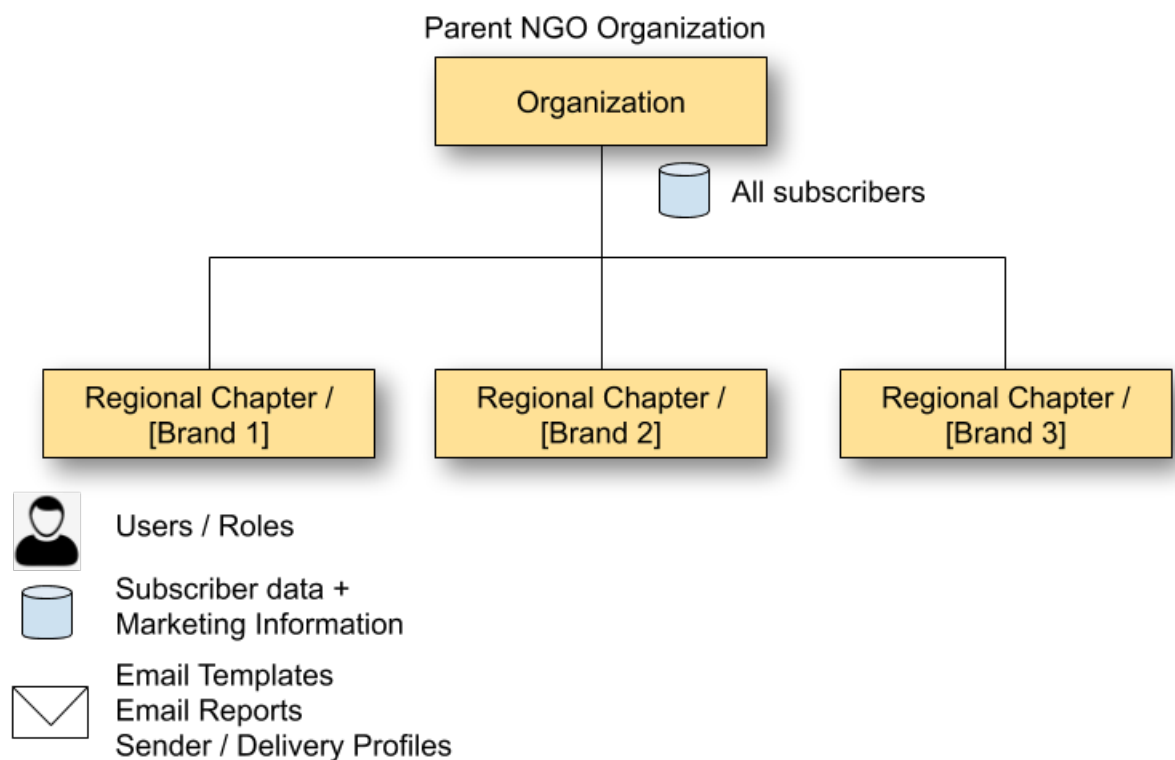 Parent NGO Organization
Organization
All subscribers
Regional Chapter /
[Brand 1]
Regional Chapter /
[Brand 2]
Regional Chapter /
[Brand 3]
Users / Roles
Subscriber data +
Marketing Information
Email Templates
Email Reports
Sender / Delivery Profiles